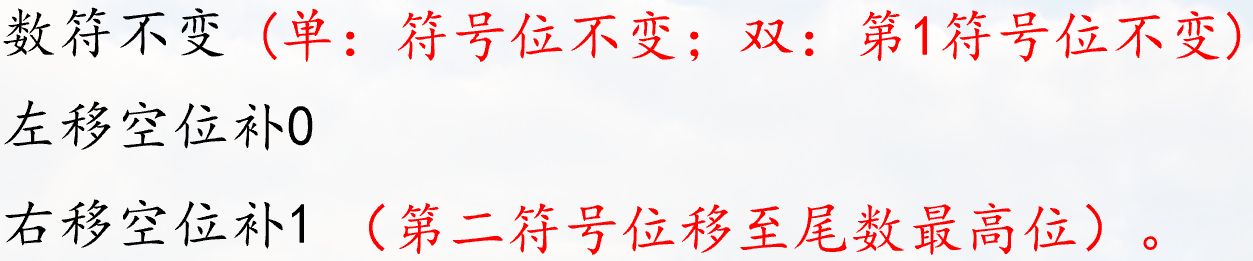 数符不变（单：符号位不变；双：第1符号位不变）
左移空位补0
右移空位补1 （第二符号位移至尾数最高位）。